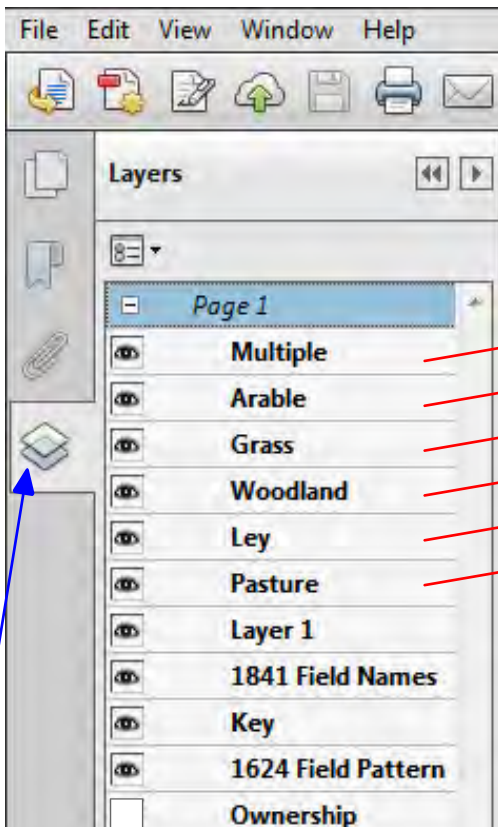 File Edit View Window Help
Layers
Page 1
Multiple
Arable
Grass
Woodland
Ley
Pasture
Layer 1
1841 Field Names
Key
1624 Field Pattern
Ownership